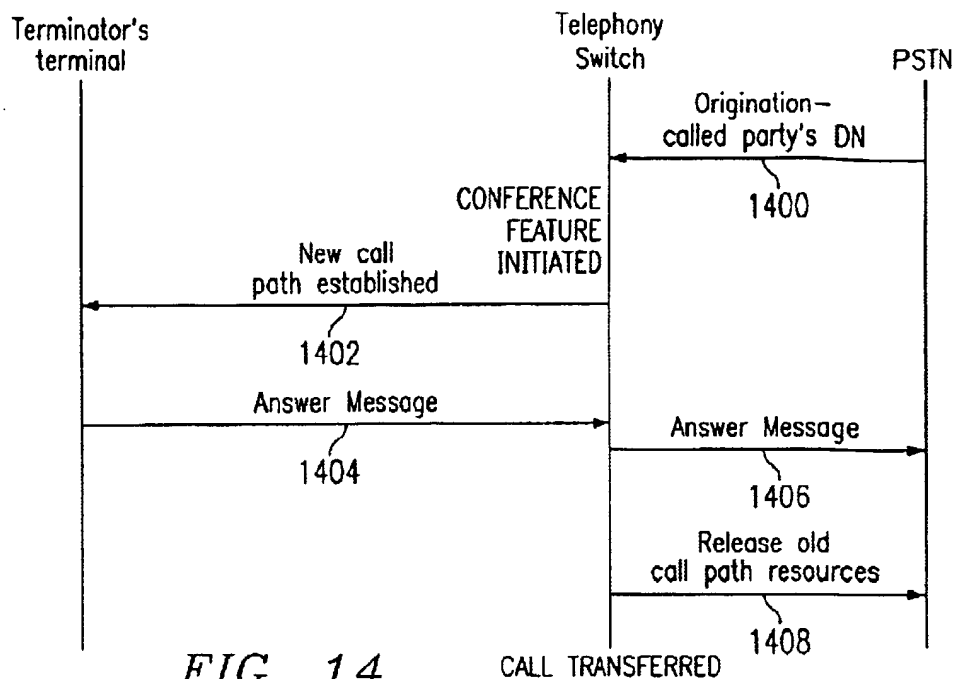 Terminator's
terminal
Telephony
Switch
PSTN
Origination–
called party's DN
1400
CONFERENCE
FEATURE
INITIATED
New call
path established
1402
Answer Message
1404
Answer Message
1406
Release old
call path resources
1408
FIG. 14
CALL TRANSFERRED